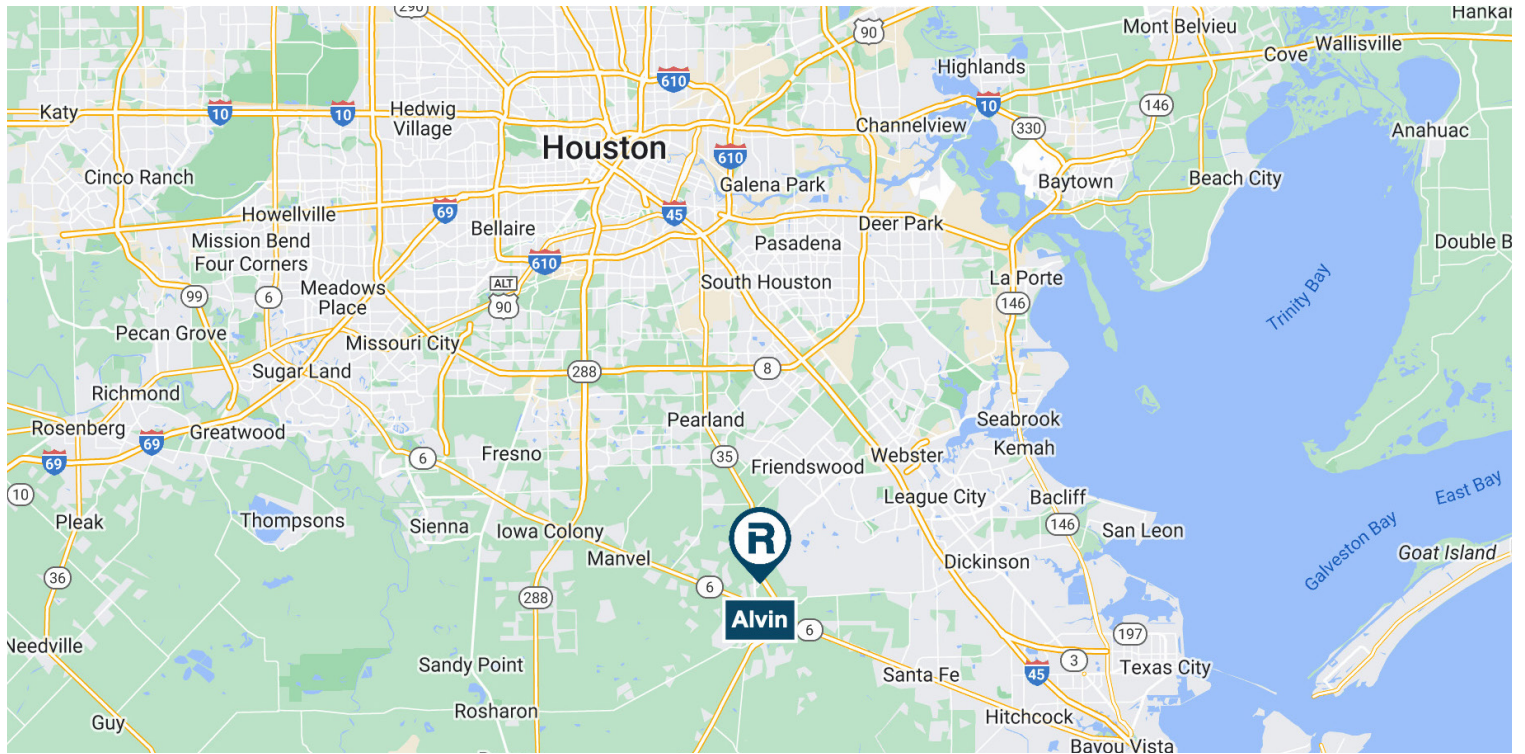 290
Hankar
Mont Belvieu
90
Cove
Wallisville
Highlands
610
Katy
10
10
Hedwig
Village
10
146
Channelview
330
Anahuac
Houston
610
Cinco Ranch
Galena Park
Baytown
Beach City
Howellville
69
45
Bellaire
Deer Park
Mission Bend
Four Corners
Pasadena
Double B
610
Meadows
Place
ALT
90
South Houston
La Porte
99
6
146
Trinity Bay
Pecan Grove
Missouri City
Sugar Land
288
8
Richmond
Rosenberg
69
Greatwood
Pearland
Seabrook
69
6
Fresno
35
Friendswood
Webster
Kemah
10
League City
Bacliff
East Bay
Pleak
Thompsons
Sienna
Iowa Colony
146
San Leon
Galveston Bay
R
Manvel
Dickinson
Goat Island
36
288
6
Alvin
6
Needville
197
Sandy Point
3
Texas City
Santa Fe
45
Guy
Rosharon
Hitchcock
Bayou Vista